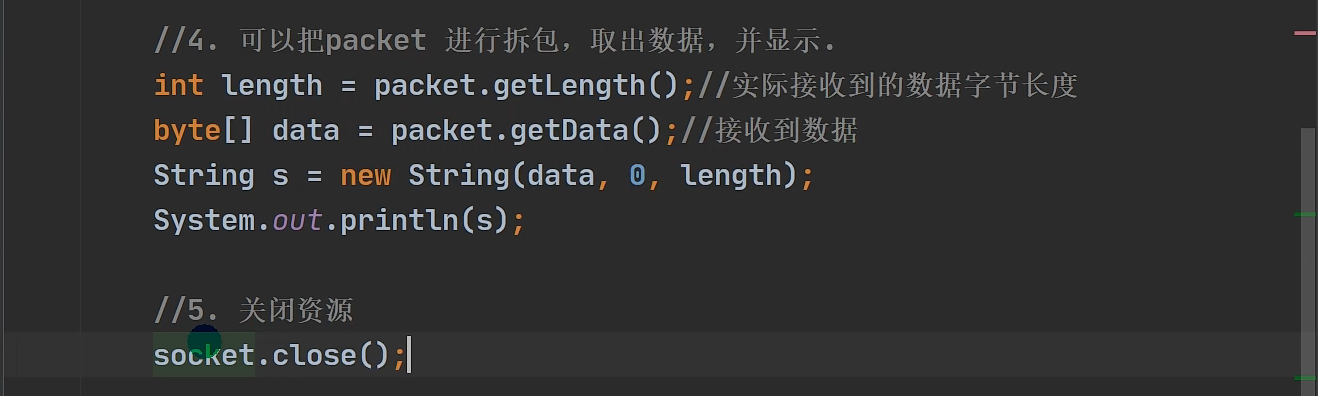 //4. 可以把packet 进行拆包，取出数据，并显示.
int length = packet.getLength();//实际接收到的数据字节长度
byte[] data = packet.getData();//接收到数据
String s = new String(data, 0, length);
System.out.println(s);
//5. 关闭资源
socket.close();